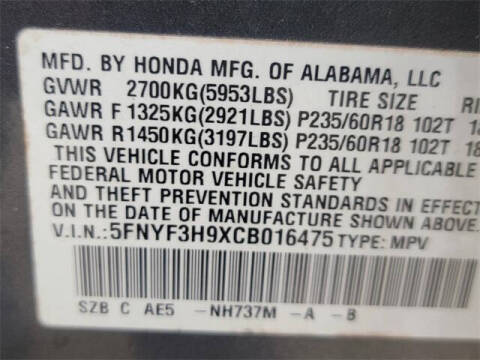 MFD. BY HONDA MFG. OF ALABAMA, LLC
GVWR 2700KG(5953LBS) TIRE SIZE
GAWR F 1325KG(2921LBS) P235/60R18 102T
GAWR R 1450KG(3197LBS) P235/60R18 102T
THIS VEHICLE CONFORMS TO ALL APPLICABLE
FEDERAL MOTOR VEHICLE SAFETY
AND THEFT PREVENTION STANDARDS IN EFFECT
ON THE DATE OF MANUFACTURE SHOWN ABOVE.
V.I.N.:5FNYF3H9XCB016475 TYPE: MPV
SZB C AE5 -NH737M -A -B